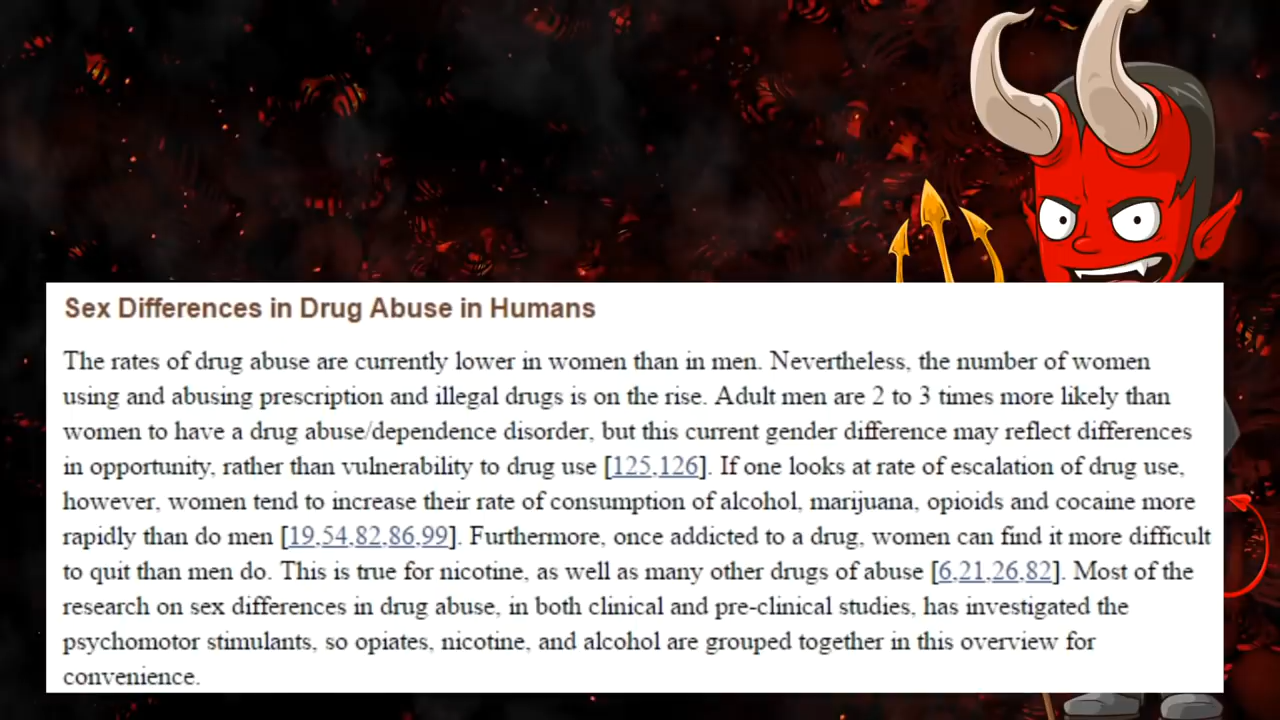 Sex Differences in Drug Abuse in Humans
The rates of drug abuse are currently lower in women than in men. Nevertheless, the number of women
using and abusing prescription and illegal drugs is on the rise. Adult men are 2 to 3 times more likely than
women to have a drug abuse/dependence disorder, but this current gender difference may reflect differences
in opportunity, rather than vulnerability to drug use [125,126]. If one looks at rate of escalation of drug use,
however, women tend to increase their rate of consumption of alcohol, marijuana, opioids and cocaine more
rapidly than do men [19,54,82,86,99]. Furthermore, once addicted to a drug, women can find it more difficult
to quit than men do. This is true for nicotine, as well as many other drugs of abuse [6,21,26,82]. Most of the
research on sex differences in drug abuse, in both clinical and pre-clinical studies, has investigated the
psychomotor stimulants, so opiates, nicotine, and alcohol are grouped together in this overview for
convenience.